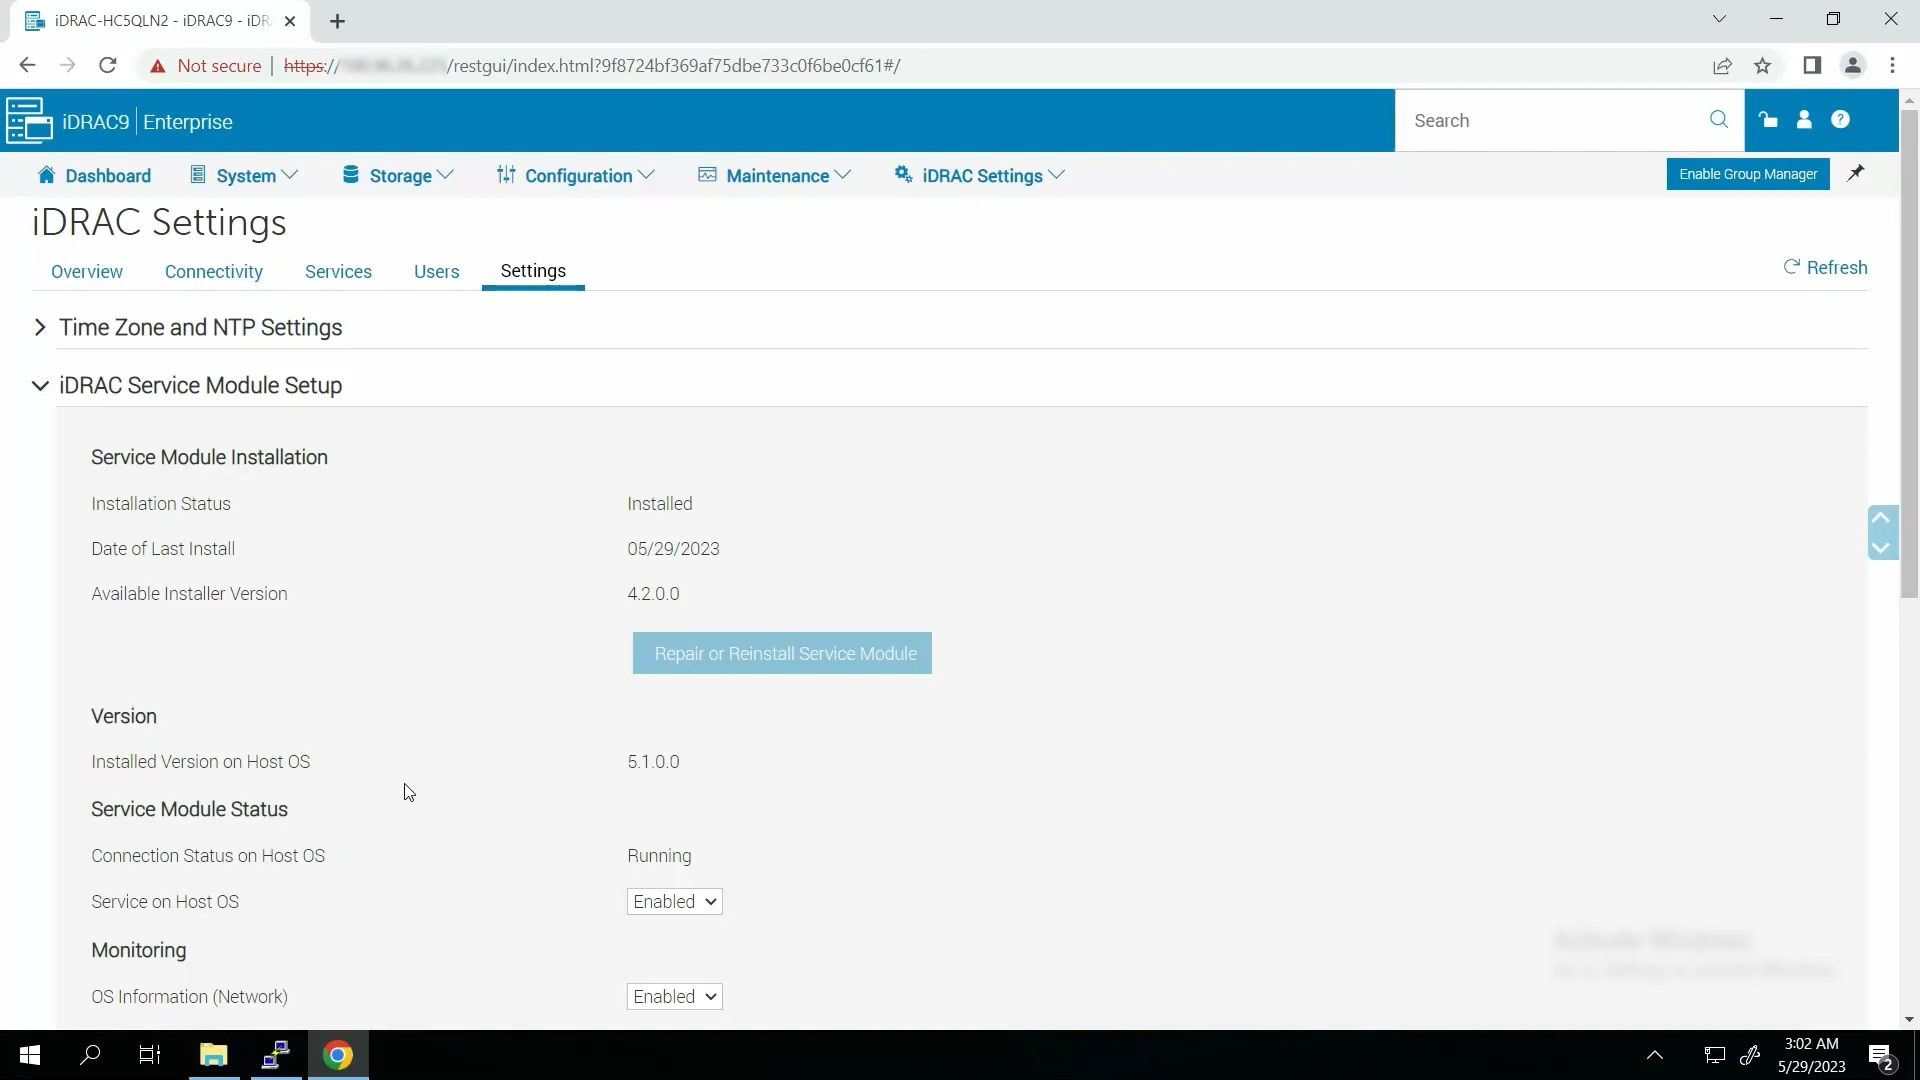 iDRAC-HC5QLN2 - iDRAC9 - iDR
Not secure | https:// /restgui/index.html?9f8724bf369af75dbe733c0f6be0cf61#/
iDRAC9 | Enterprise
Search
Dashboard System Storage Configuration Maintenance iDRAC Settings
Enable Group Manager
iDRAC Settings
Overview Connectivity Services Users Settings
Refresh
Time Zone and NTP Settings
iDRAC Service Module Setup
Service Module Installation
Installation Status Installed
Date of Last Install 05/29/2023
Available Installer Version 4.2.0.0
Repair or Reinstall Service Module
Version
Installed Version on Host OS 5.1.0.0
Service Module Status
Connection Status on Host OS Running
Service on Host OS Enabled
Monitoring
OS Information (Network) Enabled
3:02 AM
5/29/2023
2